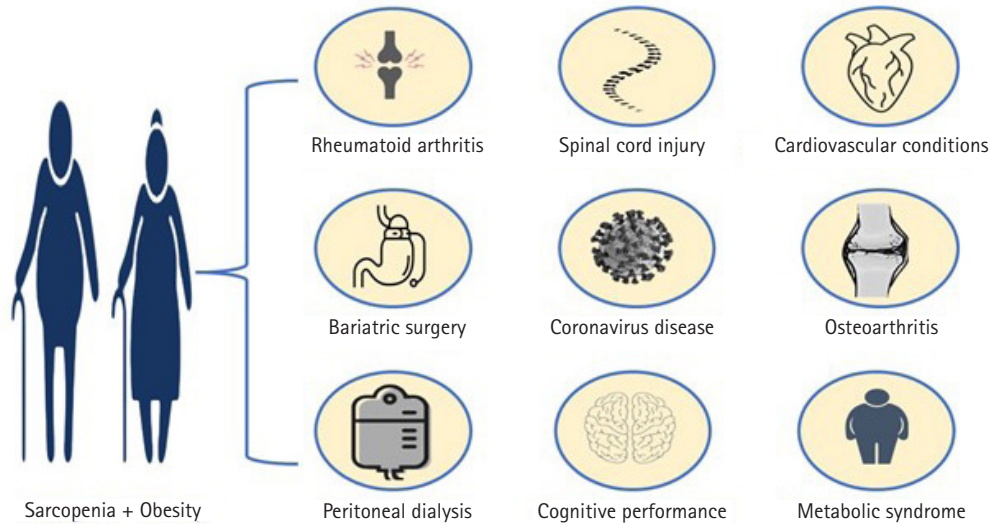 Rheumatoid arthritis
Spinal cord injury
Cardiovascular conditions
Bariatric surgery
Coronavirus disease
Osteoarthritis
Sarcopenia + Obesity
Peritoneal dialysis
Cognitive performance
Metabolic syndrome